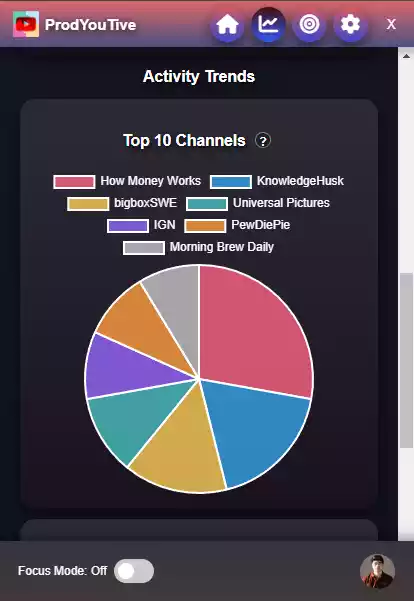 ProdYouTive
X
Activity Trends
Top 10 Channels ?
How Money Works KnowledgeHusk
bigboxSWE Universal Pictures
IGN PewDiePie
Morning Brew Daily
Focus Mode: Off